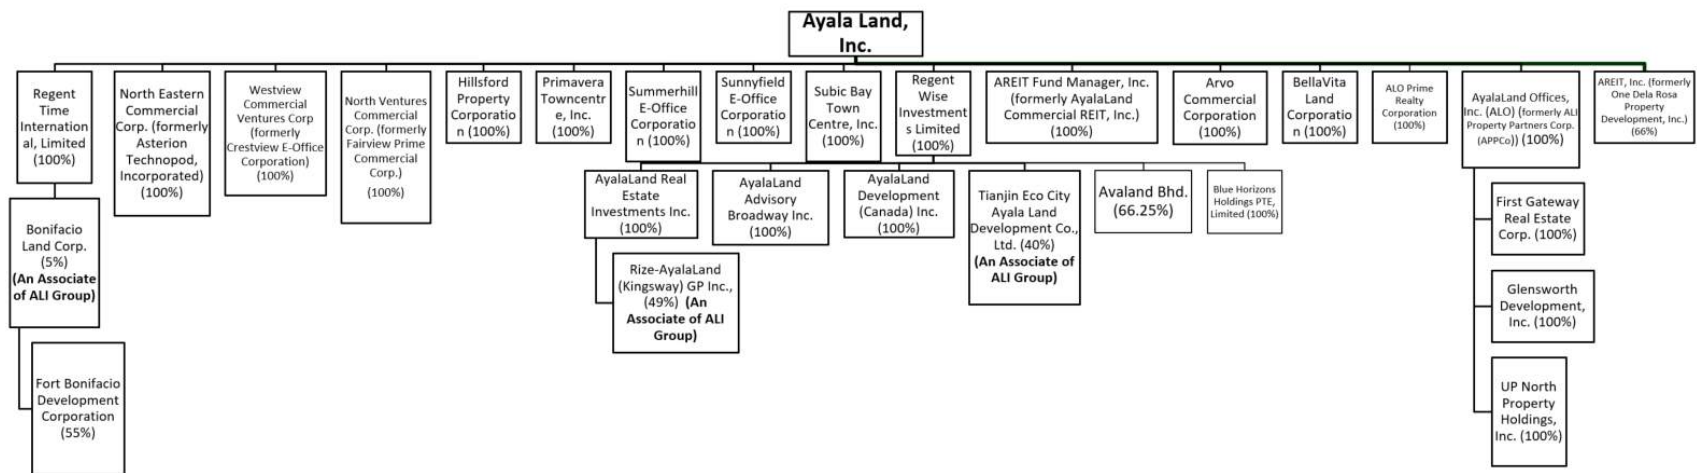 Ayala Land,
Inc.
Regent
Time
Internation
al, Limited
(100%)
North Eastern
Commercial
Corp. (formerly
Asterion
Technopod,
Incorporated)
(100%)
Westview
Commercial
Ventures Corp
(formerly
Crestview E-Office
Corporation)
(100%)
North Ventures
Commercial
Corp. (formerly
Fairview Prime
Commercial
Corp.)
(100%)
Hillsford
Property
Corporatio
n (100%)
Primavera
Towncentr
e, Inc.
(100%)
Summerhill
E-Office
Corporatio
n (100%)
Sunnyfield
E-Office
Corporatio
n (100%)
Subic Bay
Town
Centre, Inc.
(100%)
Regent
Wise
Investment
s Limited
(100%)
AREIT Fund Manager, Inc.
(formerly AyalaLand
Commercial REIT, Inc.)
(100%)
Arvo
Commercial
Corporation
(100%)
BellaVita
Land
Corporatio
n (100%)
ALO Prime
Realty
Corporation
(100%)
AyalaLand Offices,
Inc. (ALO) (formerly ALI
Property Partners Corp.
(APPCo)) (100%)
AREIT, Inc. (formerly
One Dela Rosa
Property
Development, Inc.)
(66%)
Bonifacio
Land Corp.
(5%)
(An Associate
of ALI Group)
Fort Bonifacio
Development
Corporation
(55%)
AyalaLand Real
Estate
Investments Inc.
(100%)
Rize-AyalaLand
(Kingsway) GP Inc.,
(49%) (An
Associate of ALI
Group)
AyalaLand
Advisory
Broadway Inc.
(100%)
AyalaLand
Development
(Canada) Inc.
(100%)
Tianjin Eco City
Ayala Land
Development Co.,
Ltd. (40%)
(An Associate of
ALI Group)
Avaland Bhd.
(66.25%)
Blue Horizons
Holdings PTE,
Limited (100%)
First Gateway
Real Estate
Corp. (100%)
Glensworth
Development,
Inc. (100%)
UP North
Property
Holdings,
Inc. (100%)